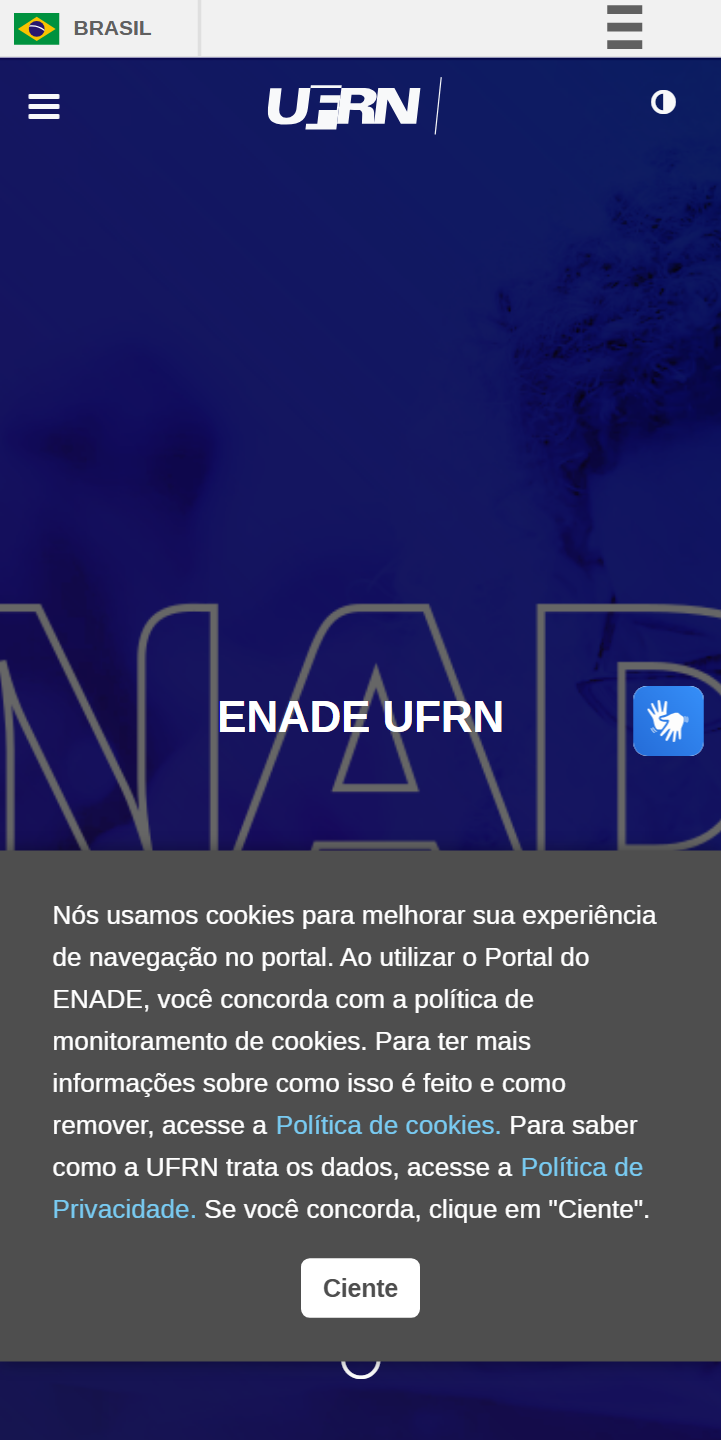 BRASIL
UFRN
NAD
ENADE UFRN
Nós usamos cookies para melhorar sua experiência
de navegação no portal. Ao utilizar o Portal do
ENADE, você concorda com a política de
monitoramento de cookies. Para ter mais
informações sobre como isso é feito e como
remover, acesse a Política de cookies. Para saber
como a UFRN trata os dados, acesse a Política de
Privacidade. Se você concorda, clique em "Ciente".
Ciente